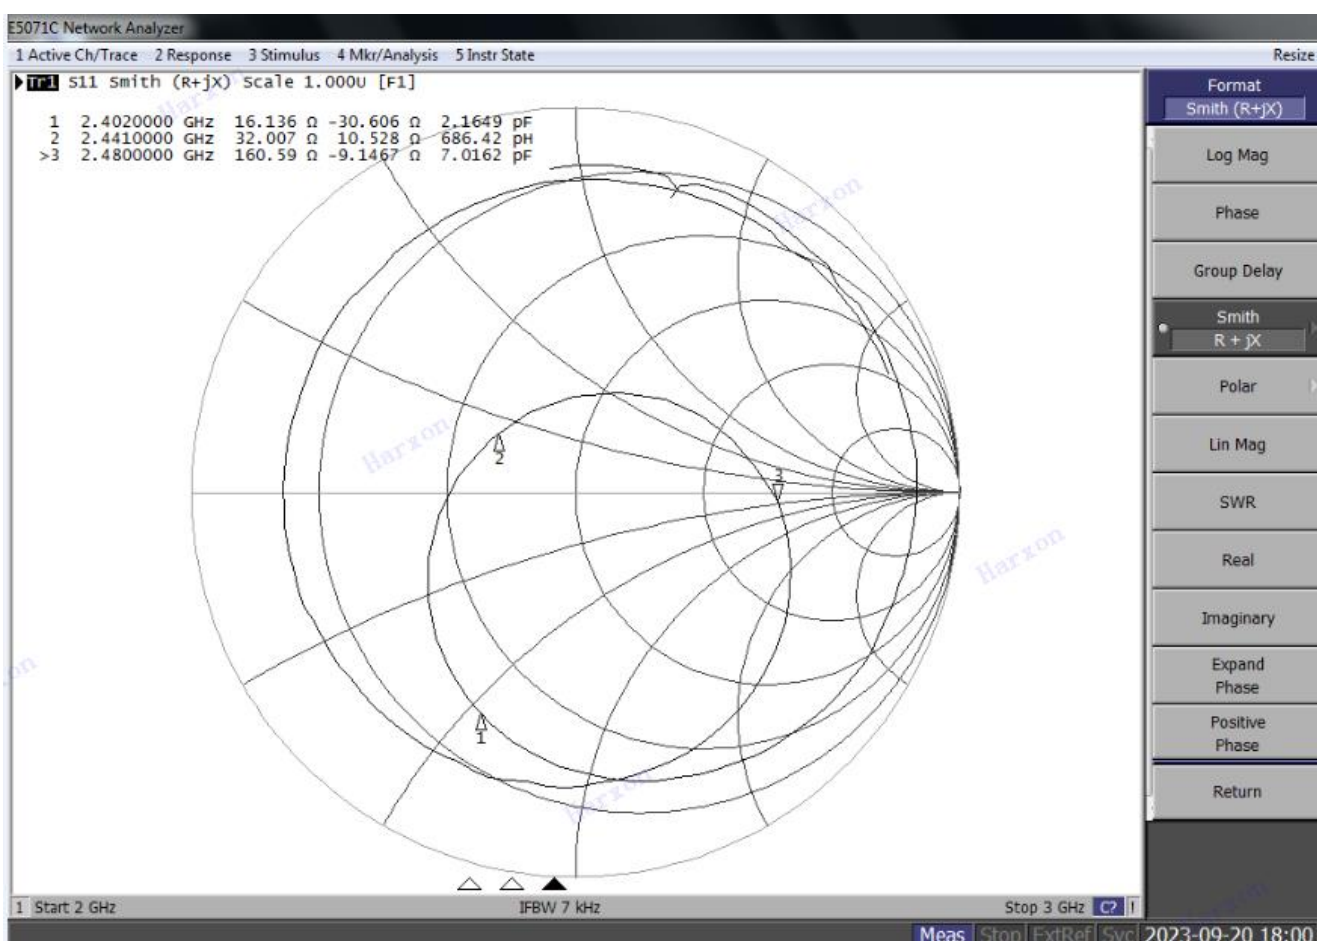 E5071C Network Analyzer
1 Active Ch/Trace 2 Response 3 Stimulus 4 Mkr/Analysis 5 Instr State Resize
Tr1 S11 Smith (R+jX) Scale 1.000U [F1]
1 2.4020000 GHz 16.136 Ω -30.606 Ω 2.1649 pF
2 2.4410000 GHz 32.007 Ω 10.528 Ω 686.42 pH
>3 2.4800000 GHz 160.59 Ω -9.1467 Ω 7.0162 pF
Format
Smith (R+jX)
Log Mag
Phase
Group Delay
Smith
R + jX
Polar
Lin Mag
SWR
Real
Imaginary
Expand
Phase
Positive
Phase
Return
2
3
1
Harxon
Harxon
Harxon
Harxon
Harxon
1 Start 2 GHz IFBW 7 kHz Stop 3 GHz C? !
Meas Stop ExtRef Svc 2023-09-20 18:00